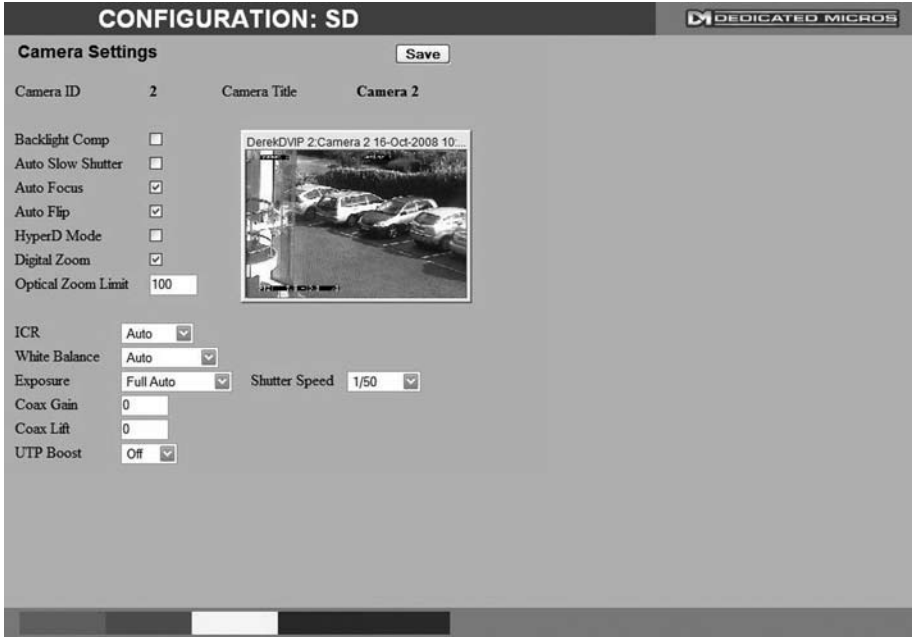 CONFIGURATION: SD
DEDICATED MICROS
Camera Settings
Save
Camera ID 2 Camera Title Camera 2
Backlight Comp
DerekDVIP 2:Camera 2 16-Oct-2008 10:...
Auto Slow Shutter
Auto Focus
Auto Flip
HyperD Mode
Digital Zoom
Optical Zoom Limit 100
ICR Auto
White Balance Auto
Exposure Full Auto Shutter Speed 1/50
Coax Gain 0
Coax Lift 0
UTP Boost Off